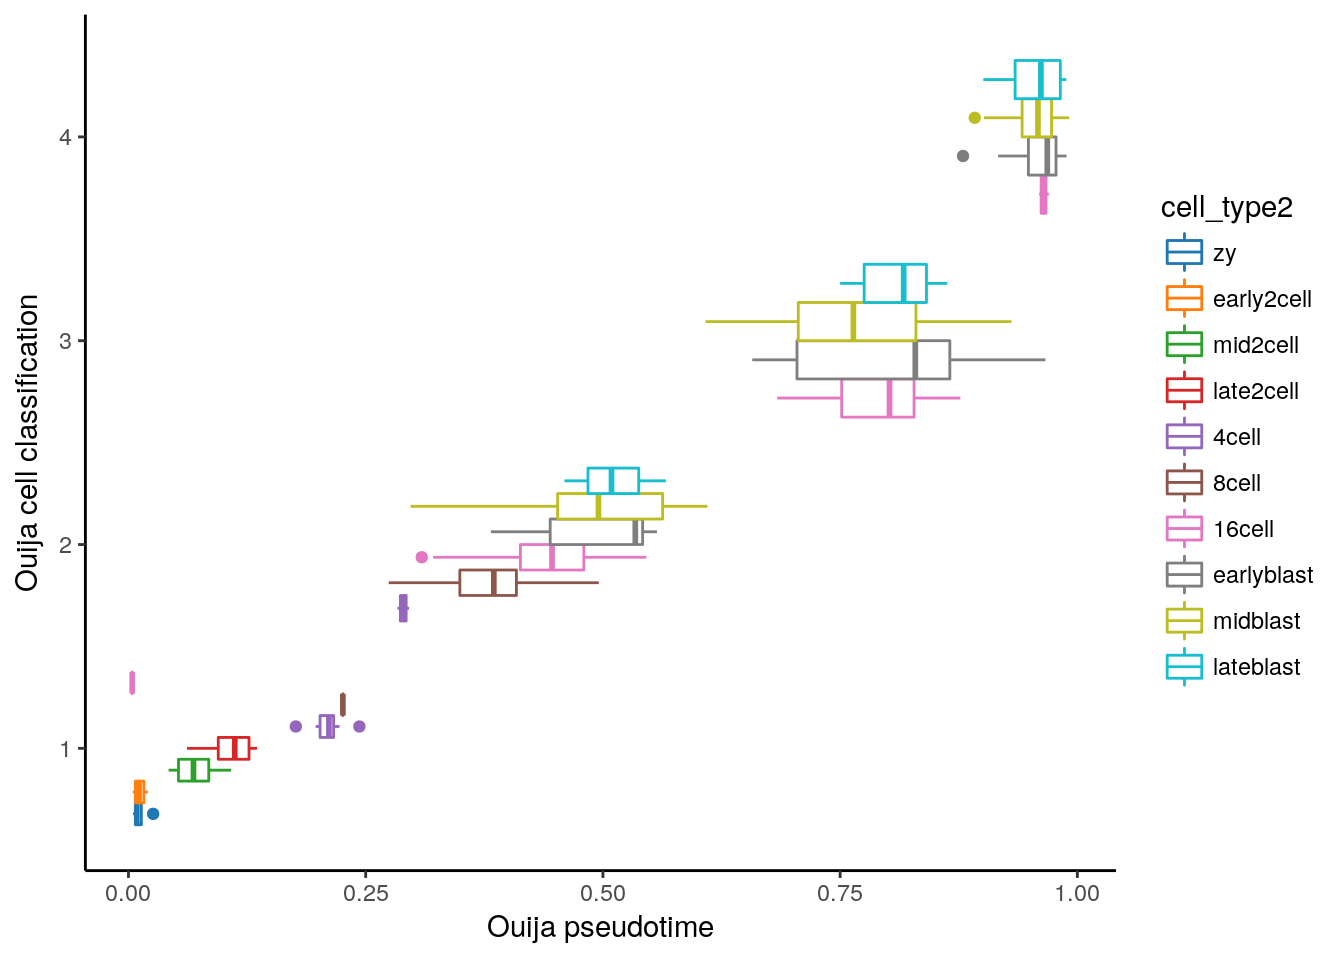 Ouija cell classification
4
3
2
1
0.00 0.25 0.50 0.75 1.00
Ouija pseudotime
cell_type2
zy
early2cell
mid2cell
late2cell
4cell
8cell
16cell
earlyblast
midblast
lateblast